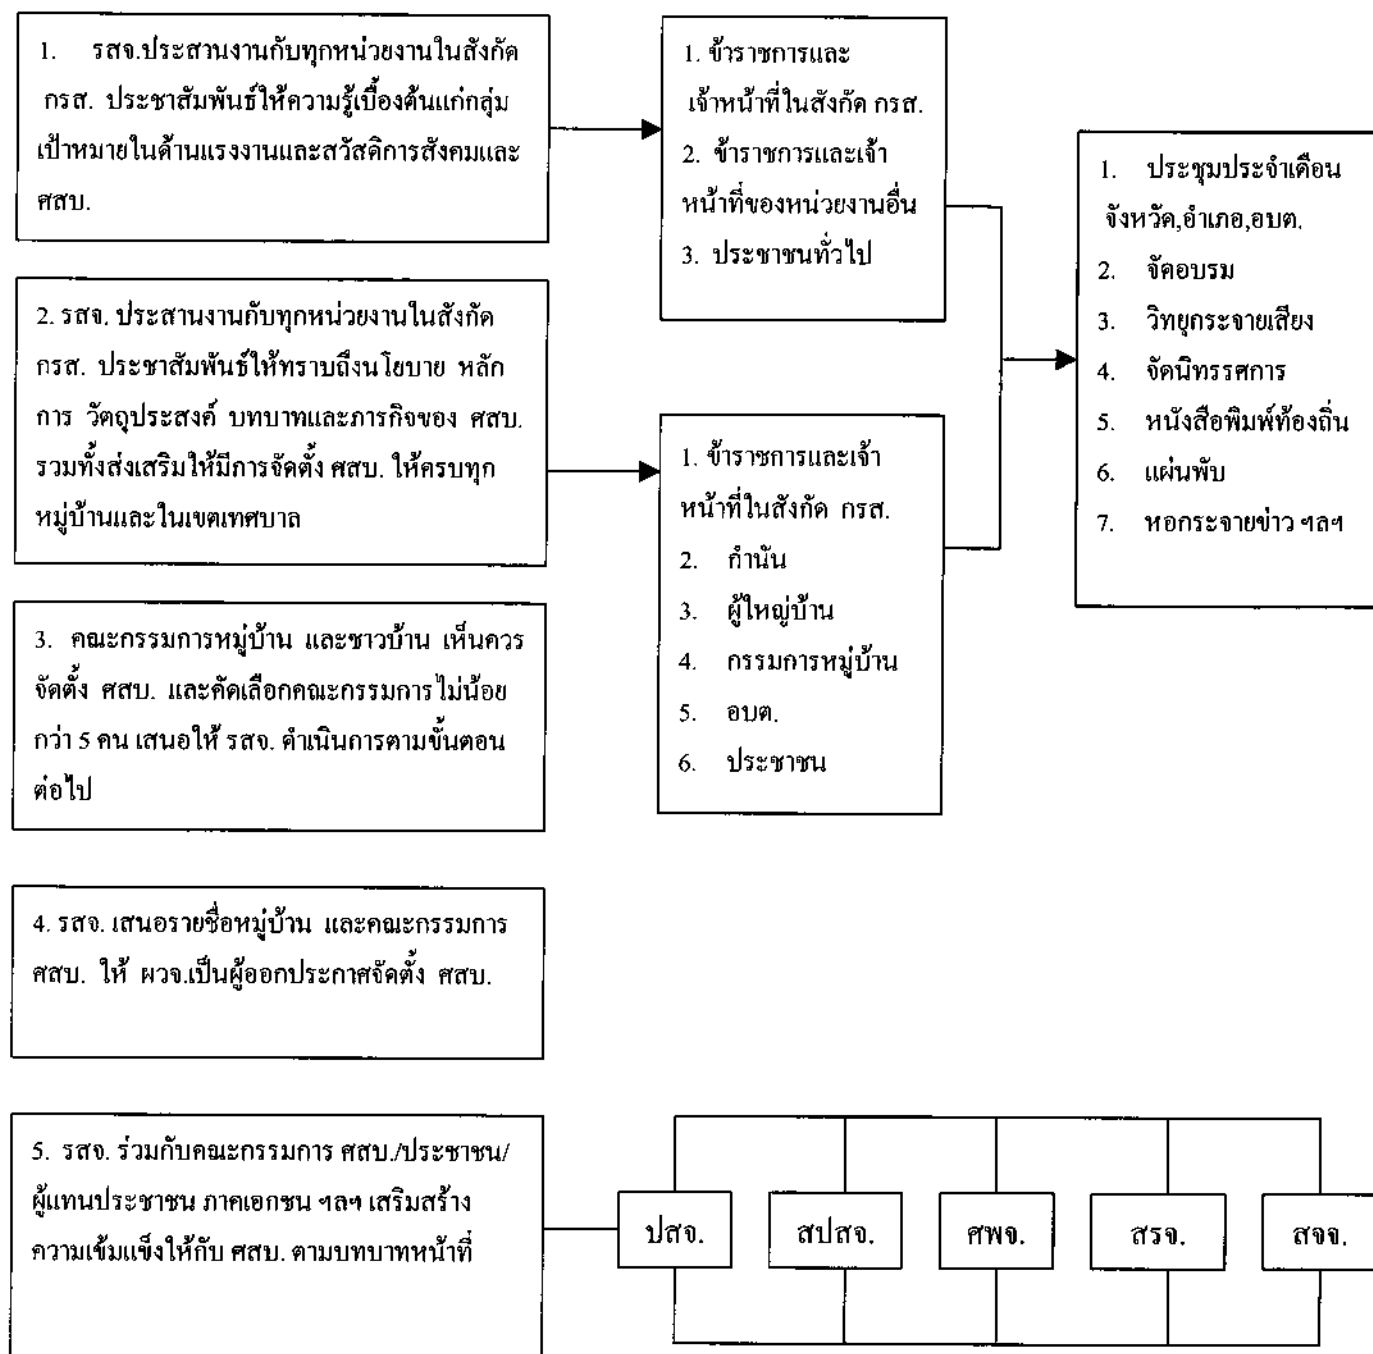 1. รสจ.ประสานงานกับทุกหน่วยงานในสังกัด
กรส. ประชาสัมพันธ์ให้ความรู้เบื้องต้นแก่กลุ่ม
เป้าหมายในด้านแรงงานและสวัสดิการสังคมและ
ศสบ.
1. ข้าราชการและ
เจ้าหน้าที่ในสังกัด กรส.
2. ข้าราชการและเจ้า
หน้าที่ของหน่วยงานอื่น
3. ประชาชนทั่วไป
1. ประชุมประจำเดือน
จังหวัด,อำเภอ,อบต.
2. จัดอบรม
3. วิทยุกระจายเสียง
4. จัดนิทรรศการ
5. หนังสือพิมพ์ท้องถิ่น
6. แผ่นพับ
7. หอกระจายข่าว ฯลฯ
2. รสจ. ประสานงานกับทุกหน่วยงานในสังกัด
กรส. ประชาสัมพันธ์ให้ทราบถึงนโยบาย หลัก
การ วัตถุประสงค์ บทบาทและภารกิจของ ศสบ.
รวมทั้งส่งเสริมให้มีการจัดตั้ง ศสบ. ให้ครบทุก
หมู่บ้านและในเขตเทศบาล
1. ข้าราชการและเจ้า
หน้าที่ในสังกัด กรส.
2. กำนัน
3. ผู้ใหญ่บ้าน
4. กรรมการหมู่บ้าน
5. อบต.
6. ประชาชน
3. คณะกรรมการหมู่บ้าน และชาวบ้าน เห็นควร
จัดตั้ง ศสบ. และคัดเลือกคณะกรรมการไม่น้อย
กว่า 5 คน เสนอให้ รสจ. ดำเนินการตามขั้นตอน
ต่อไป
4. รสจ. เสนอรายชื่อหมู่บ้าน และคณะกรรมการ
ศสบ. ให้ ผวจ.เป็นผู้ออกประกาศจัดตั้ง ศสบ.
5. รสจ. ร่วมกับคณะกรรมการ ศสบ./ประชาชน/
ผู้แทนประชาชน ภาคเอกชน ฯลฯ เสริมสร้าง
ความเข้มแข็งให้กับ ศสบ. ตามบทบาทหน้าที่
ปสจ.
สปสจ.
ศพจ.
สรจ.
สจจ.